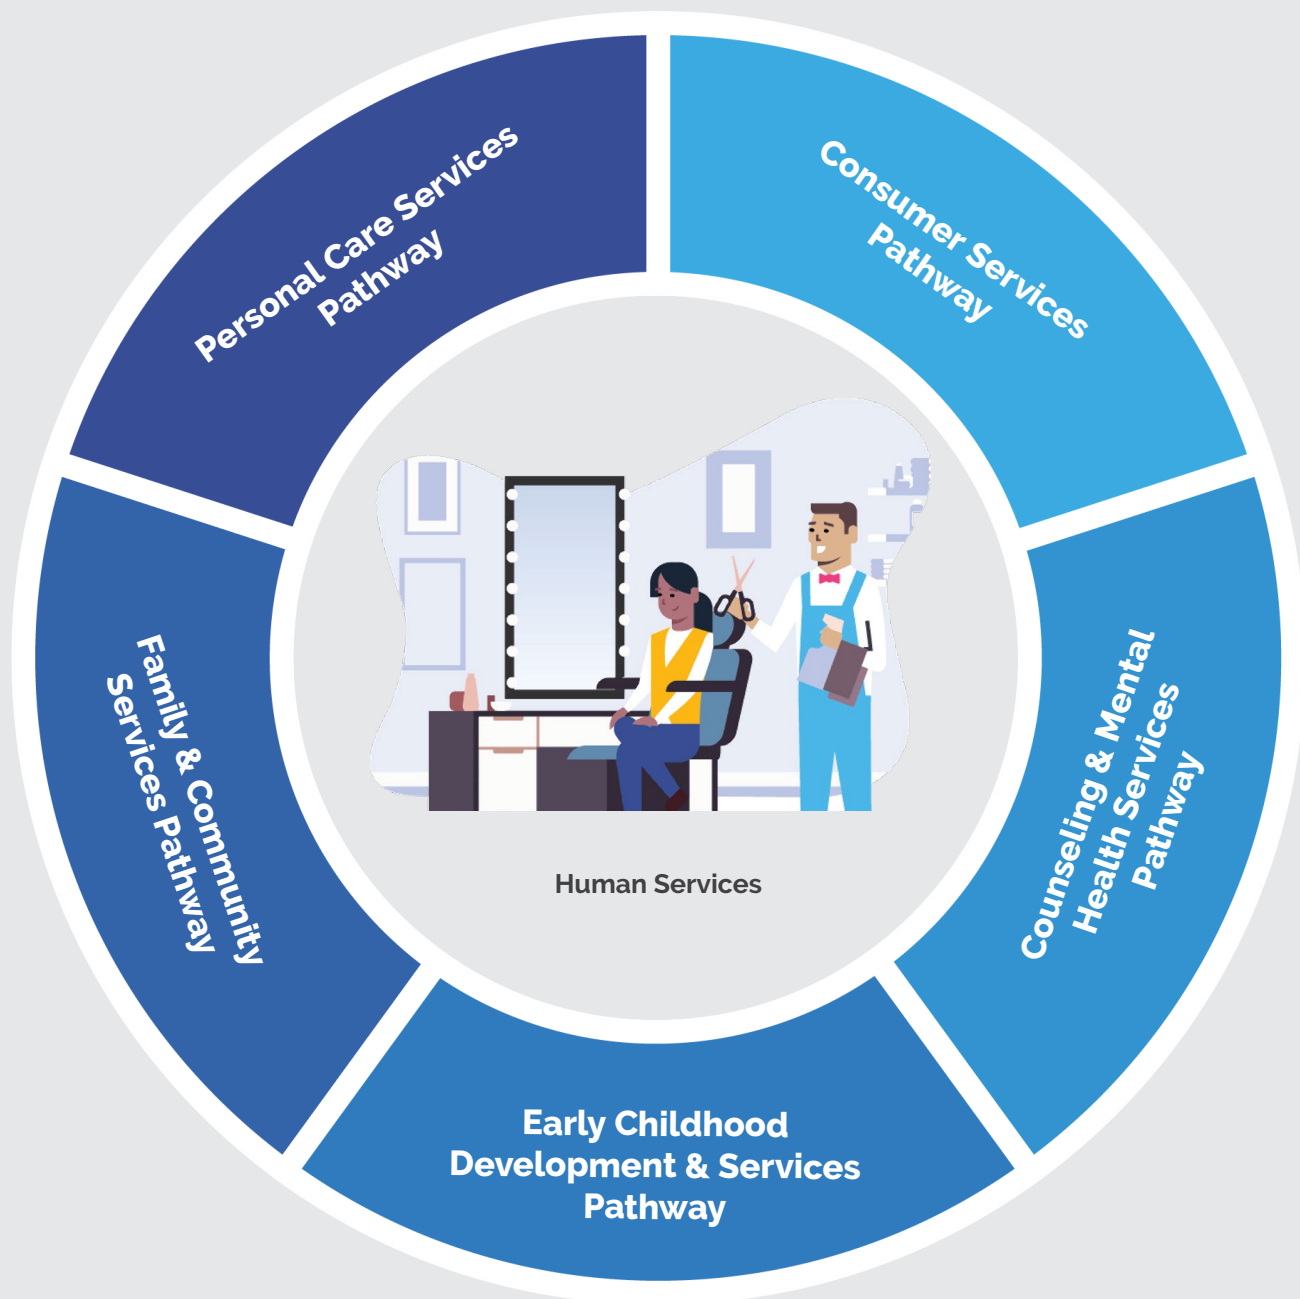 Personal Care Services
Pathway
Consumer Services
Pathway
Family & Community
Services Pathway
Counseling & Mental
Health Services
Pathway
Human Services
Early Childhood
Development & Services
Pathway